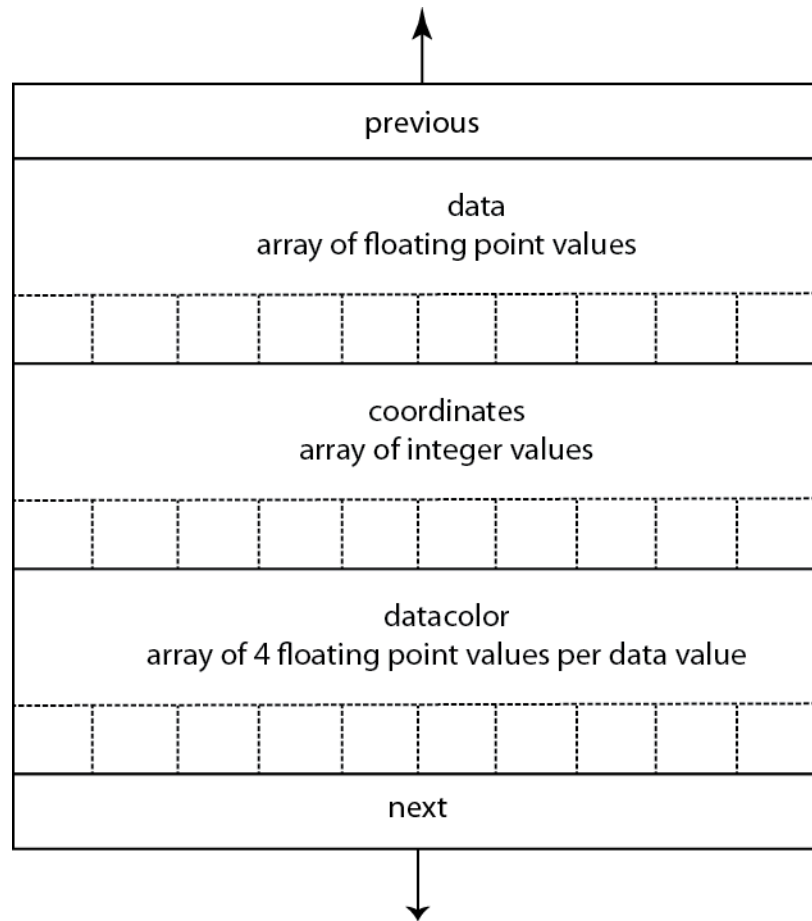 previous
data
array of floating point values
coordinates
array of integer values
datacolor
array of 4 floating point values per data value
next